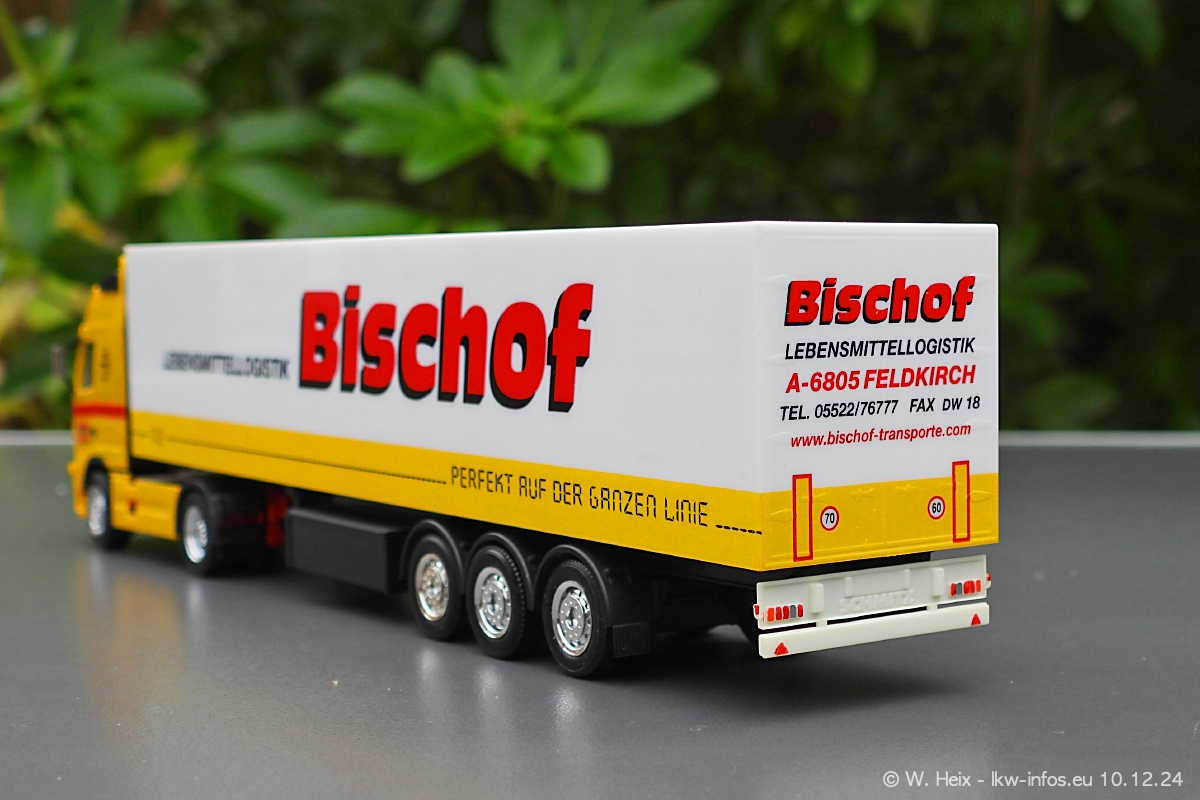 LEBENSMITTELLOGISTIK
Bischof
PERFEKT AUF DER GANZEN LINIE
Bischof
LEBENSMITTELLOGISTIK
A-6805 FELDKIRCH
TEL. 05522/76777 FAX DW 18
www.bischof-transporte.com
70
60
SCHMITZ
© W. Heix - lkw-infos.eu 10.12.24